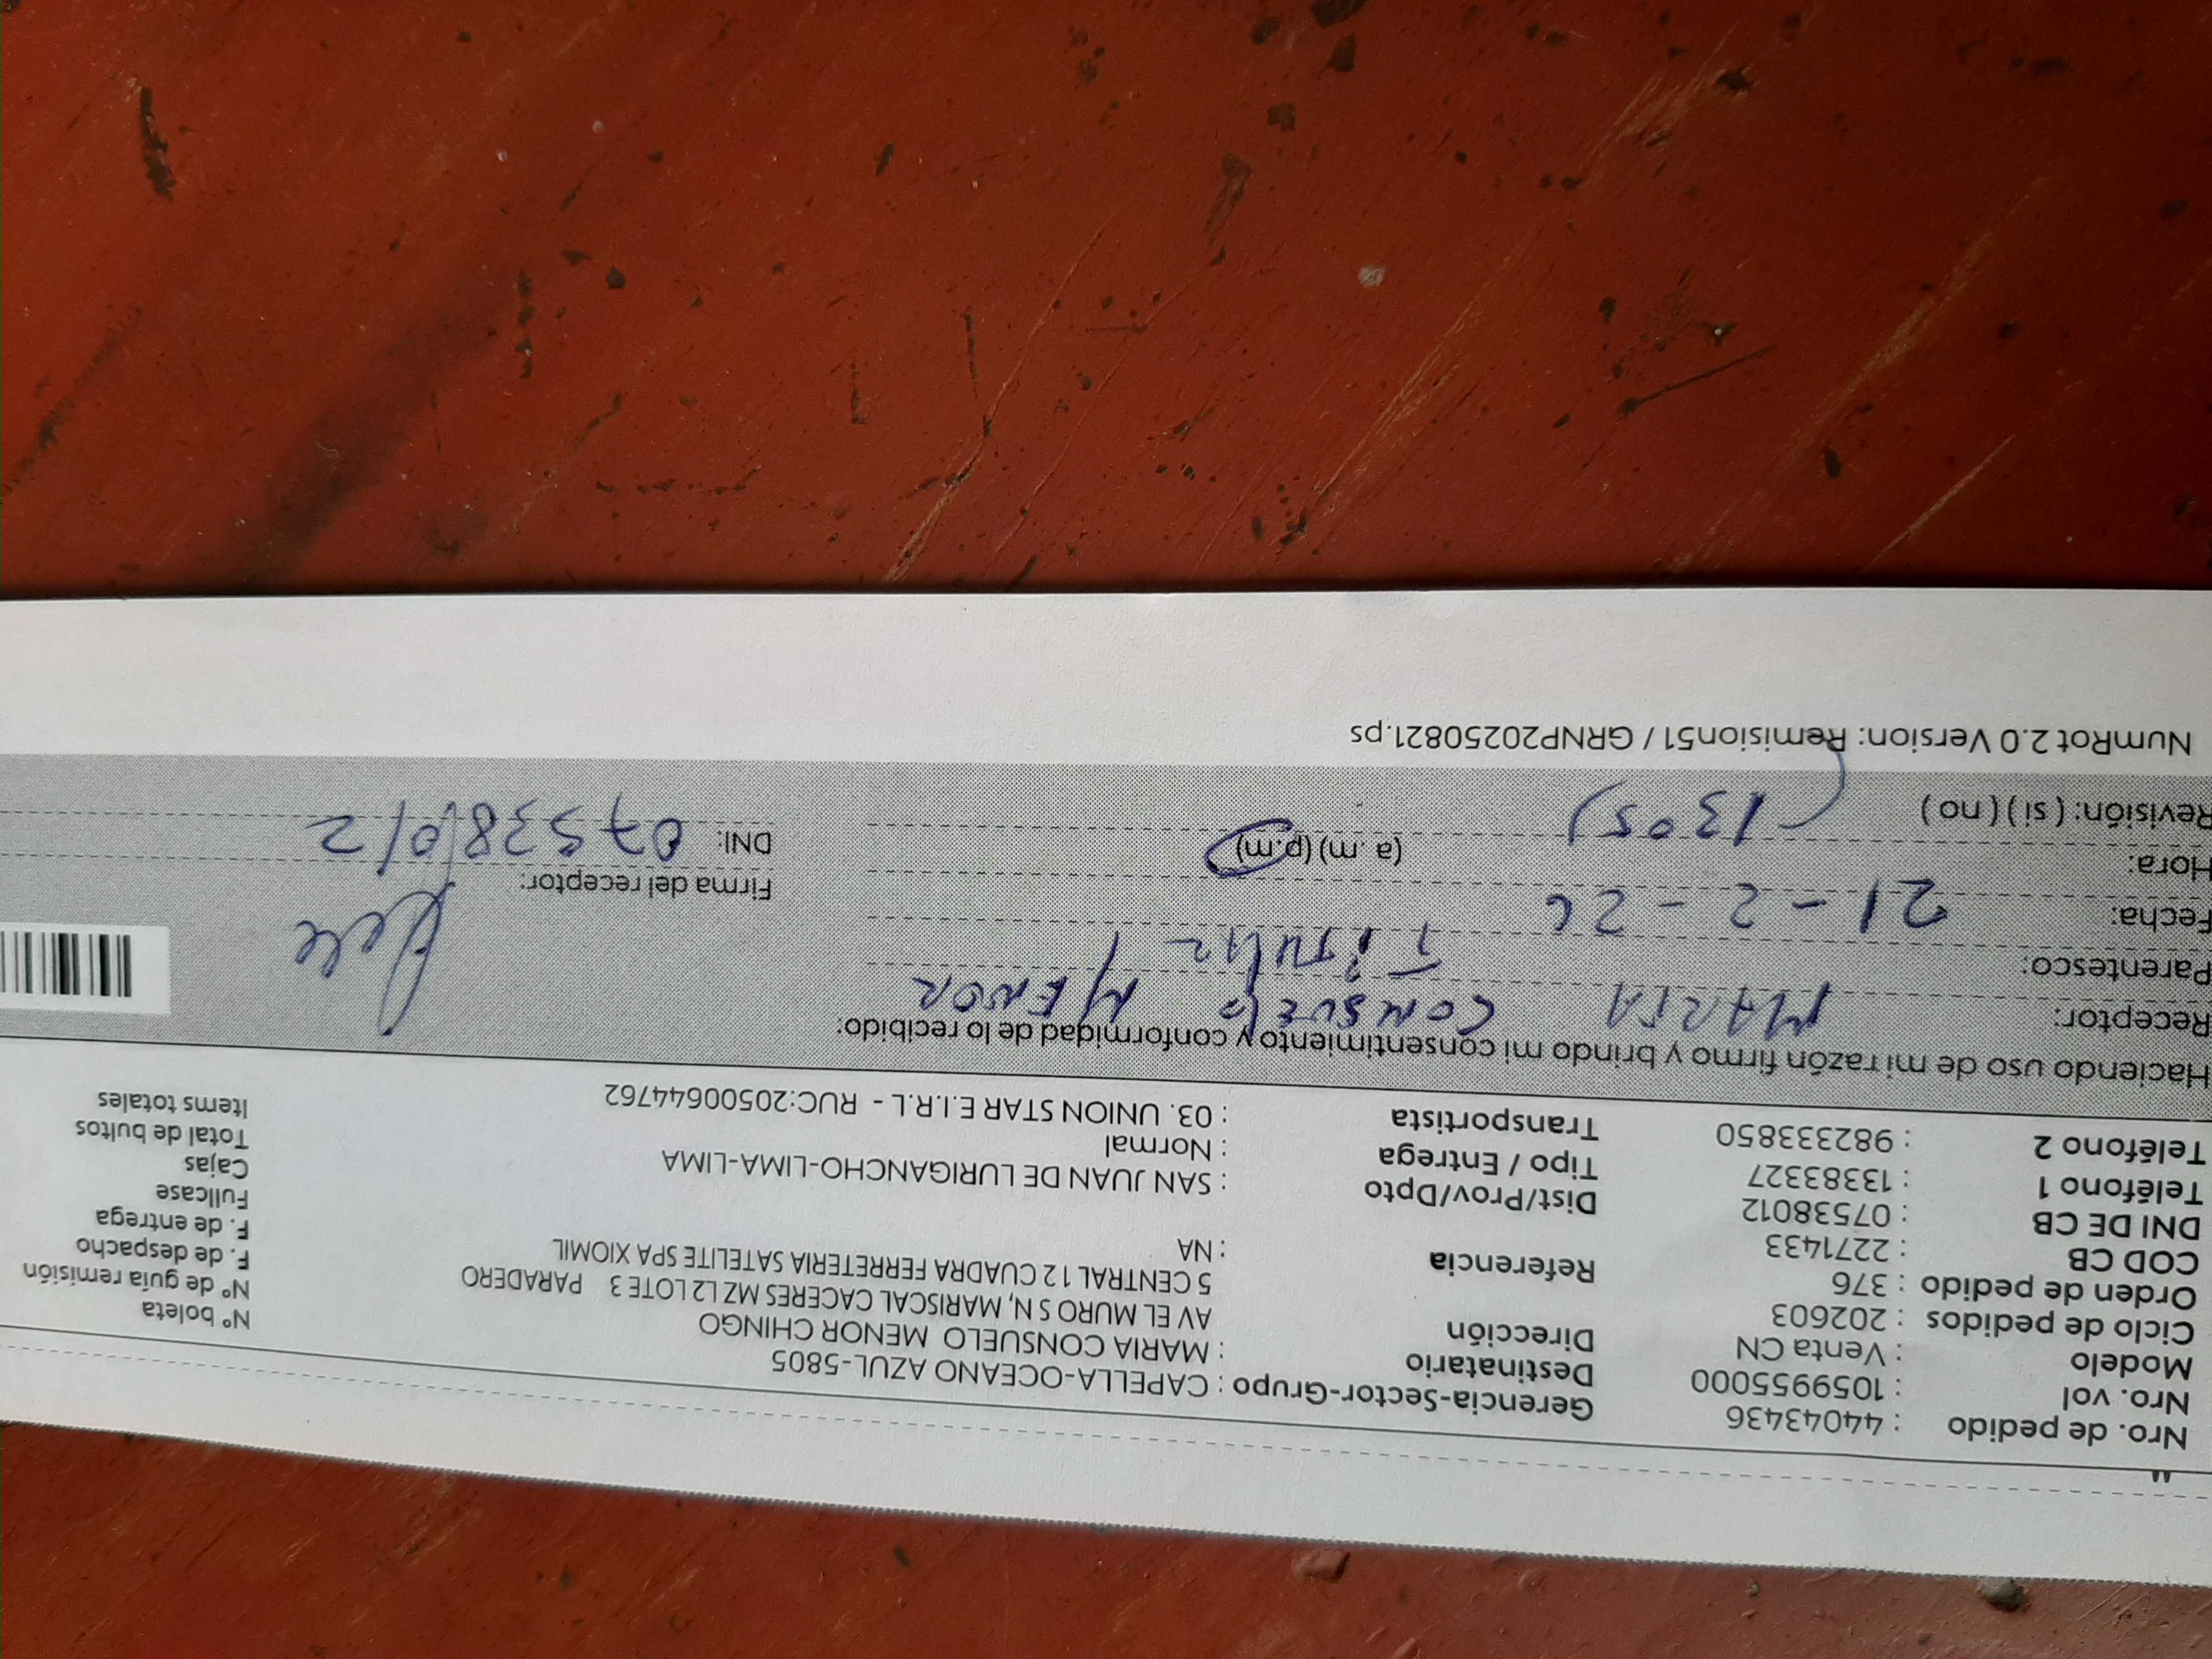 Nro. de pedido : 44043436
Nro. vol : 1059955000
Modelo : Venta CN
Ciclo de pedidos : 202603
Orden de pedido : 376
COD CB : 2271433
DNI DE CB : 07538012
Teléfono 1 : 13383327
Teléfono 2 : 982333850
Gerencia-Sector-Grupo : CAPELLA-OCEANO AZUL-5805
Destinatario : MARIA CONSUELO MENOR CHINGO
Dirección AV EL MURO S N, MARISCAL CACERES MZ L2 LOTE 3 PARADERO
5 CENTRAL 12 CUADRA FERRETERIA SATELITE SPA XIOMIL
Referencia : NA
Dist/Prov/Dpto : SAN JUAN DE LURIGANCHO-LIMA-LIMA
Tipo / Entrega : Normal
Transportista : 03. UNION STAR E.I.R.L - RUC:20500644762
N° boleta
N° de guía remisión
F. de despacho
F. de entrega
Fullcase
Cajas
Total de bultos
Items totales
Haciendo uso de mi razón firmo y brindo mi consentimiento y conformidad de lo recibido:
Receptor: MARIA CONSUELO MENOR
Parentesco: TITULAR
Fecha: 21-2-26
Hora: (a.m) (p.m)
Revisión: ( si ) ( no ) (1305)
Firma del receptor:
DNI: 07538012
NumRot 2.0 Version: Remision51 / GRNP20250821.ps